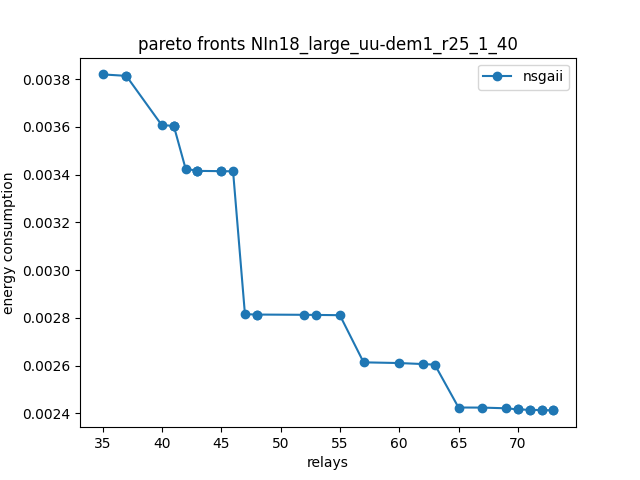 pareto fronts NIn18_large_uu-dem1_r25_1_40
nsgaii
energy consumption
0.0038
0.0036
0.0034
0.0032
0.0030
0.0028
0.0026
0.0024
35 40 45 50 55 60 65 70
relays